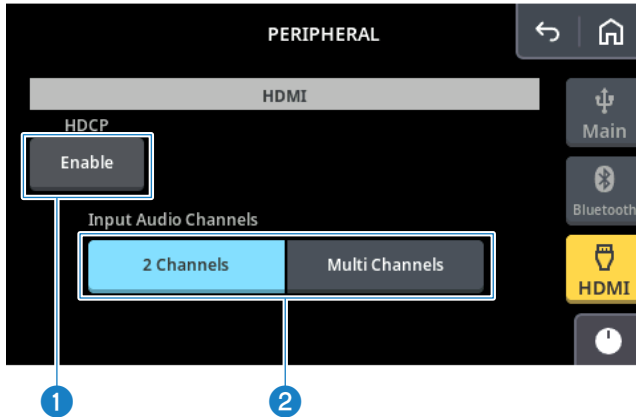 PERIPHERAL
HDMI
HDCP
Enable
Input Audio Channels
2 Channels
Multi Channels
Main
Bluetooth
HDMI
1
2